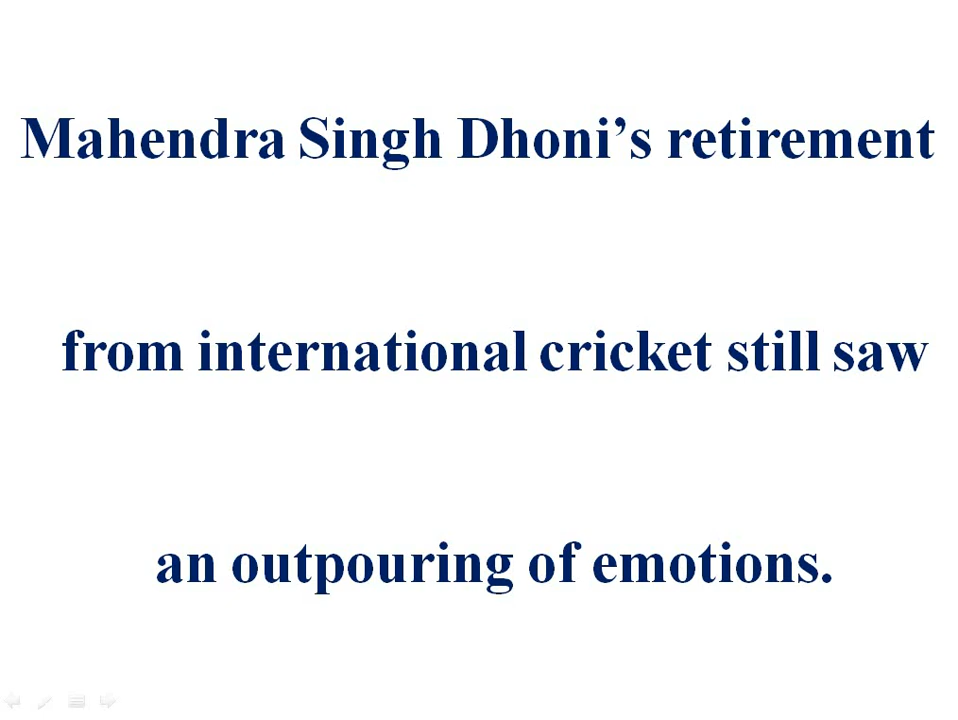 Mahendra Singh Dhoni’s retirement
from international cricket still saw
an outpouring of emotions.